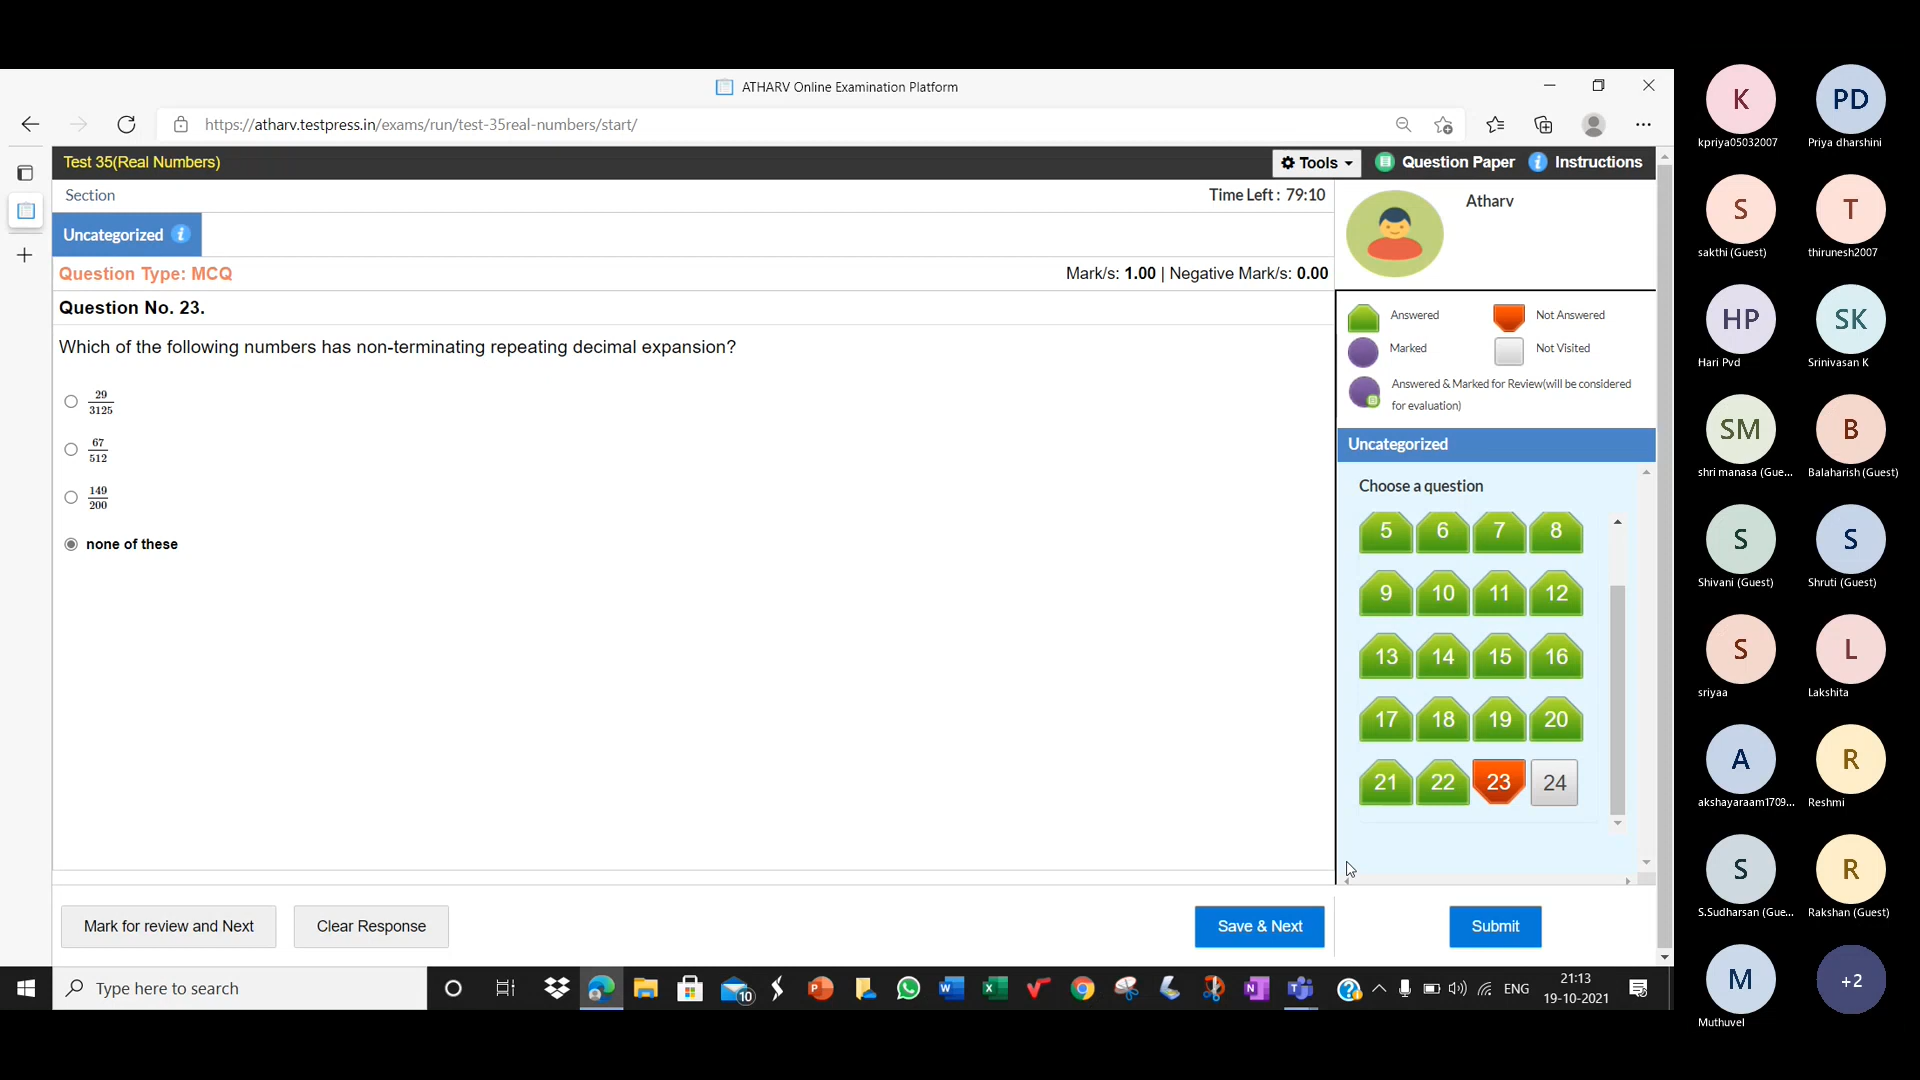 ATHARV Online Examination Platform
https://atharv.testpress.in/exams/run/test-35real-numbers/start/
Test 35(Real Numbers)
Tools
Question Paper
Instructions
Section
Time Left : 79:10
Atharv
Uncategorized
Question Type: MCQ
Mark/s: 1.00 | Negative Mark/s: 0.00
Question No. 23.
Which of the following numbers has non-terminating repeating decimal expansion?
29
3125
67
512
149
200
none of these
Answered
Not Answered
Marked
Not Visited
Answered & Marked for Review(will be considered
for evaluation)
Uncategorized
Choose a question
5 6 7 8
9 10 11 12
13 14 15 16
17 18 19 20
21 22 23 24
Mark for review and Next
Clear Response
Save & Next
Submit
Type here to search
10
ENG
21:13
19-10-2021
K PD
kpriya05032007 Priya dharshini
S T
sakthi (Guest) thirunesh2007
HP SK
Hari Pvd Srinivasan K
SM B
shri manasa (Gue... Balaharish (Guest)
S S
Shivani (Guest) Shruti (Guest)
S L
sriyaa Lakshita
A R
akshayaraam1709... Reshmi
S R
S.Sudharsan (Gue... Rakshan (Guest)
M +2
Muthuvel